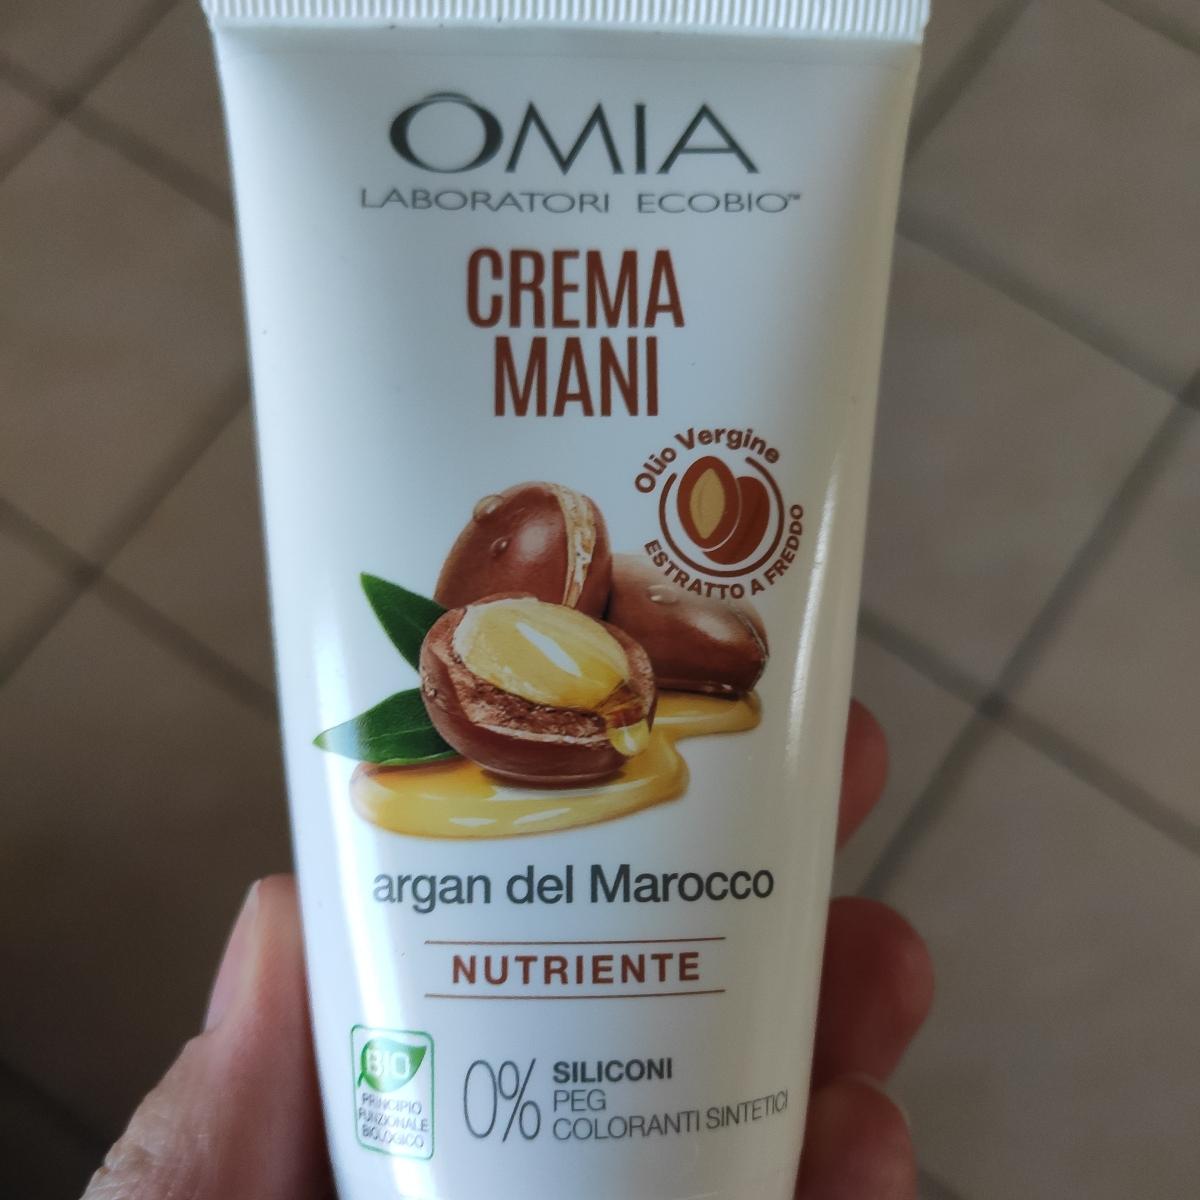 OMIA
LABORATORI ECOBIO™
CREMA
MANI
Olio Vergine
ESTRATTO A FREDDO
argan del Marocco
NUTRIENTE
BIO
PRINCIPIO
FUNZIONALE
BIOLOGICO
0%
SILICONI
PEG
COLORANTI SINTETICI